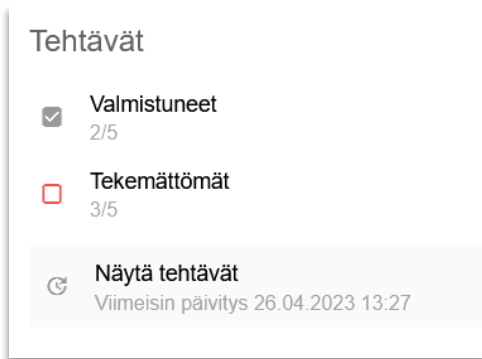 Tehtävät
Valmistuneet
2/5
Tekemättömät
3/5
Näytä tehtävät
Viimeisin päivitys 26.04.2023 13:27